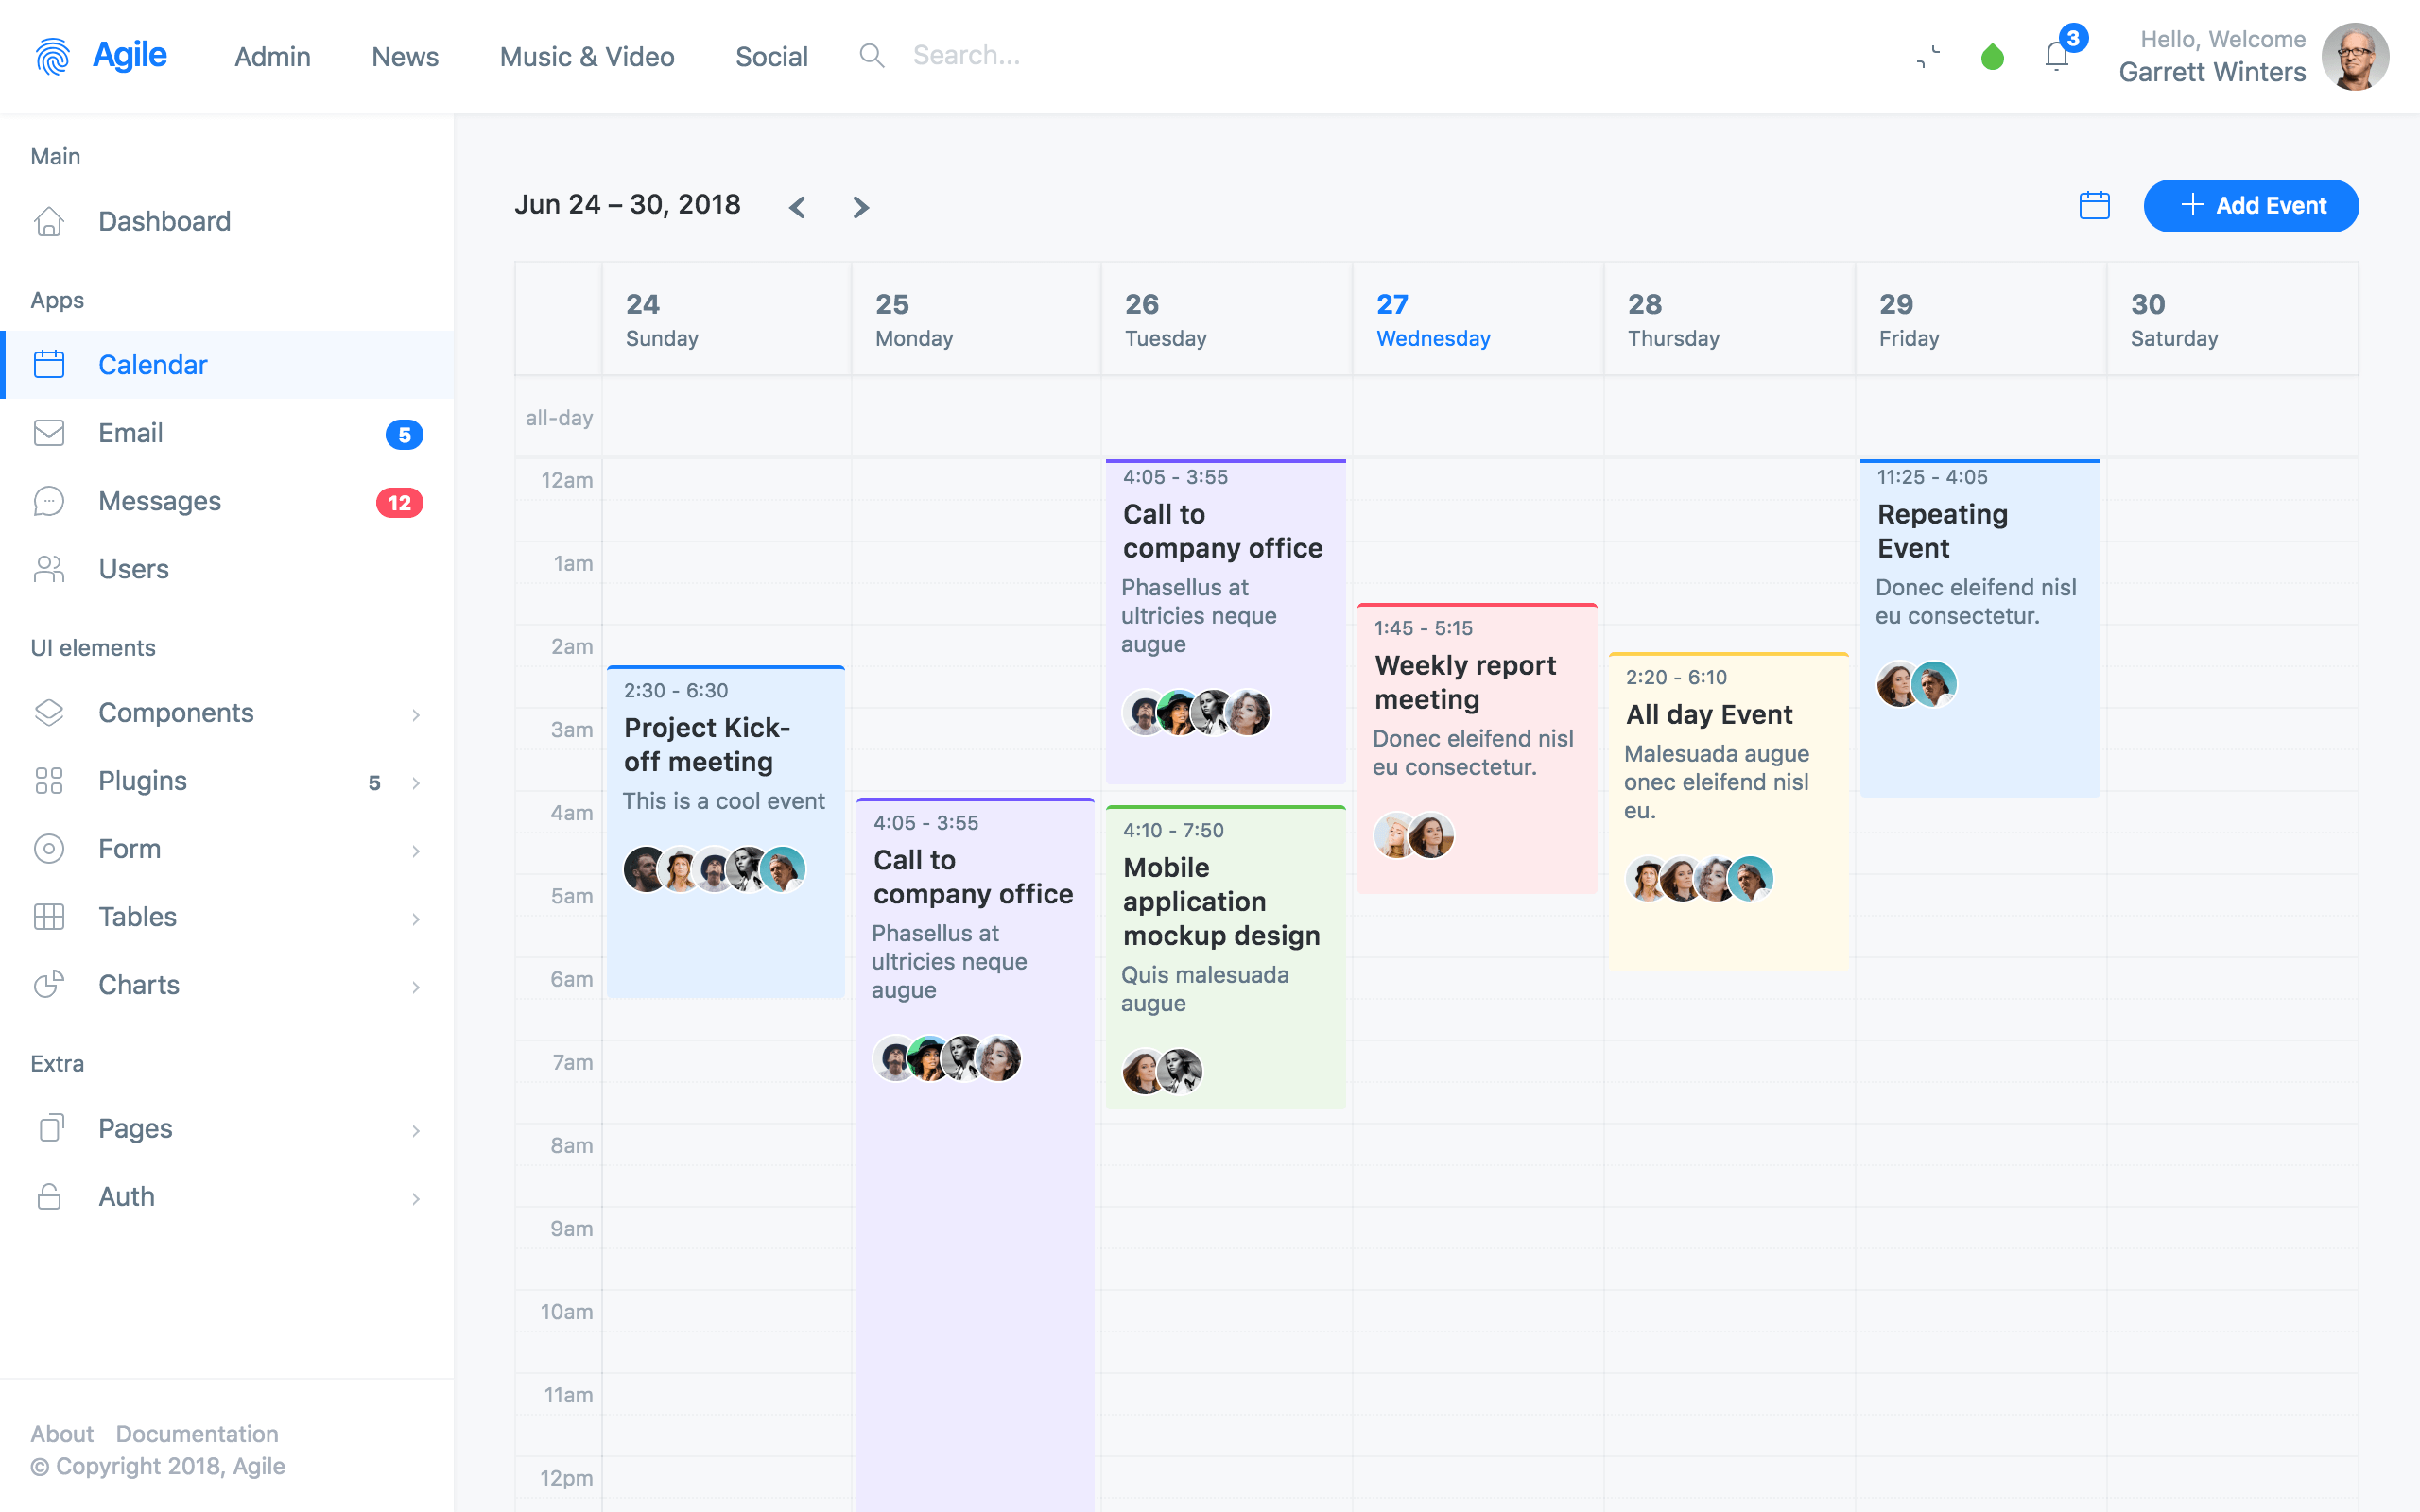 Agile
Admin
News
Music & Video
Social
Search...
3
Hello, Welcome
Garrett Winters
Main
Dashboard
Apps
Calendar
Email
5
Messages
12
Users
UI elements
Components
Plugins
5
Form
Tables
Charts
Extra
Pages
Auth
About
Documentation
© Copyright 2018, Agile
Jun 24 – 30, 2018
Add Event
24
Sunday
25
Monday
26
Tuesday
27
Wednesday
28
Thursday
29
Friday
30
Saturday
all-day
12am
1am
2am
3am
4am
5am
6am
7am
8am
9am
10am
11am
12pm
2:30 - 6:30
Project Kick-
off meeting
This is a cool event
4:05 - 3:55
Call to
company office
Phasellus at
ultricies neque
augue
4:05 - 3:55
Call to
company office
Phasellus at
ultricies neque
augue
4:10 - 7:50
Mobile
application
mockup design
Quis malesuada
augue
1:45 - 5:15
Weekly report
meeting
Donec eleifend nisl
eu consectetur.
2:20 - 6:10
All day Event
Malesuada augue
onec eleifend nisl
eu.
11:25 - 4:05
Repeating
Event
Donec eleifend nisl
eu consectetur.